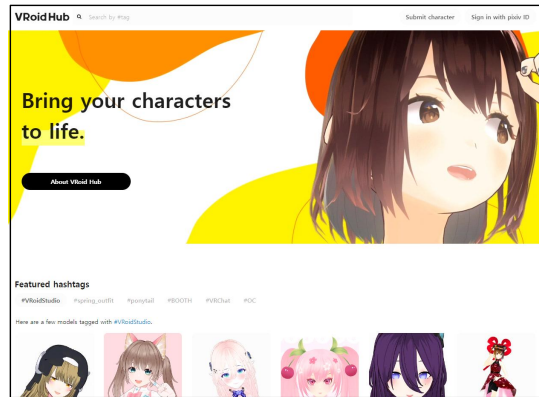 VRoid Hub
Search by #tag
Submit character
Sign in with pixiv ID
Bring your characters
to life.
About VRoid Hub
Featured hashtags
#VRoidStudio #spring_outfit #ponytail #BOOTH #VRChat #OC
Here are a few models tagged with #VRoidStudio.